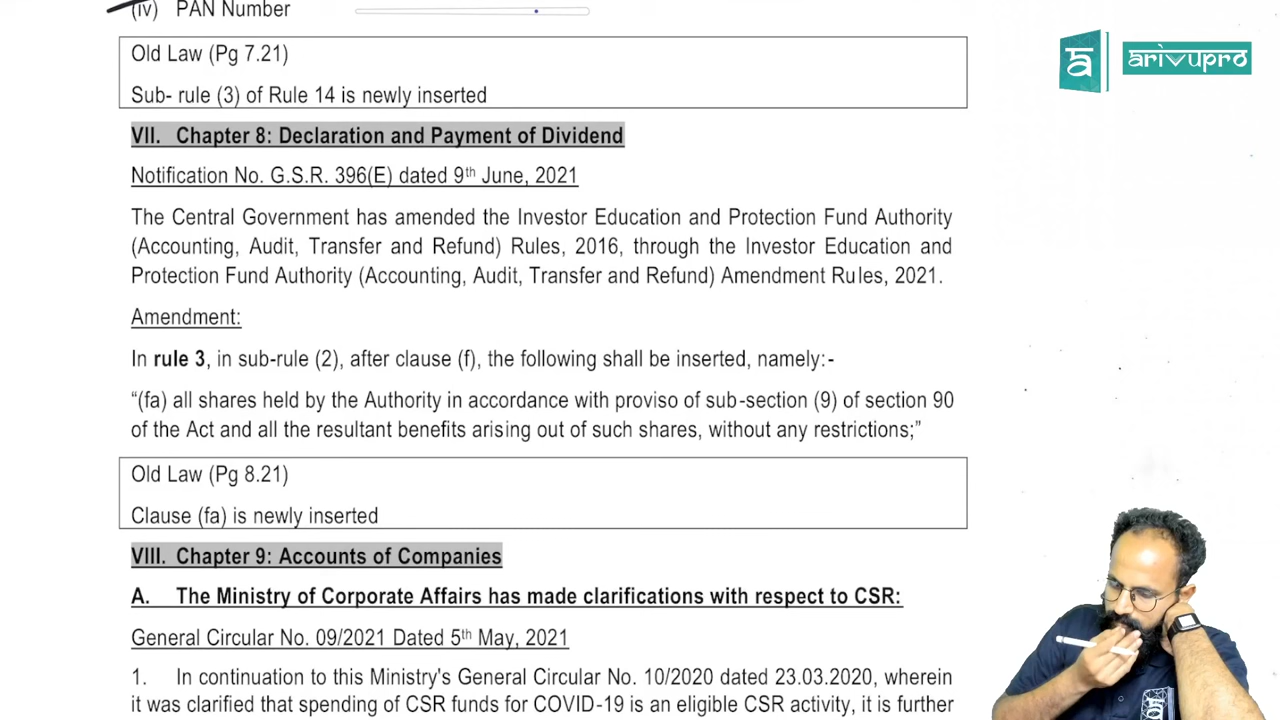 (iv) PAN Number
Old Law (Pg 7.21)
Sub- rule (3) of Rule 14 is newly inserted
VII. Chapter 8: Declaration and Payment of Dividend
Notification No. G.S.R. 396(E) dated 9th June, 2021
The Central Government has amended the Investor Education and Protection Fund Authority
(Accounting, Audit, Transfer and Refund) Rules, 2016, through the Investor Education and
Protection Fund Authority (Accounting, Audit, Transfer and Refund) Amendment Rules, 2021.
Amendment:
In rule 3, in sub-rule (2), after clause (f), the following shall be inserted, namely:-
“(fa) all shares held by the Authority in accordance with proviso of sub-section (9) of section 90
of the Act and all the resultant benefits arising out of such shares, without any restrictions;”
Old Law (Pg 8.21)
Clause (fa) is newly inserted
VIII. Chapter 9: Accounts of Companies
A. The Ministry of Corporate Affairs has made clarifications with respect to CSR:
General Circular No. 09/2021 Dated 5th May, 2021
1. In continuation to this Ministry's General Circular No. 10/2020 dated 23.03.2020, wherein
it was clarified that spending of CSR funds for COVID-19 is an eligible CSR activity, it is further
arivupro